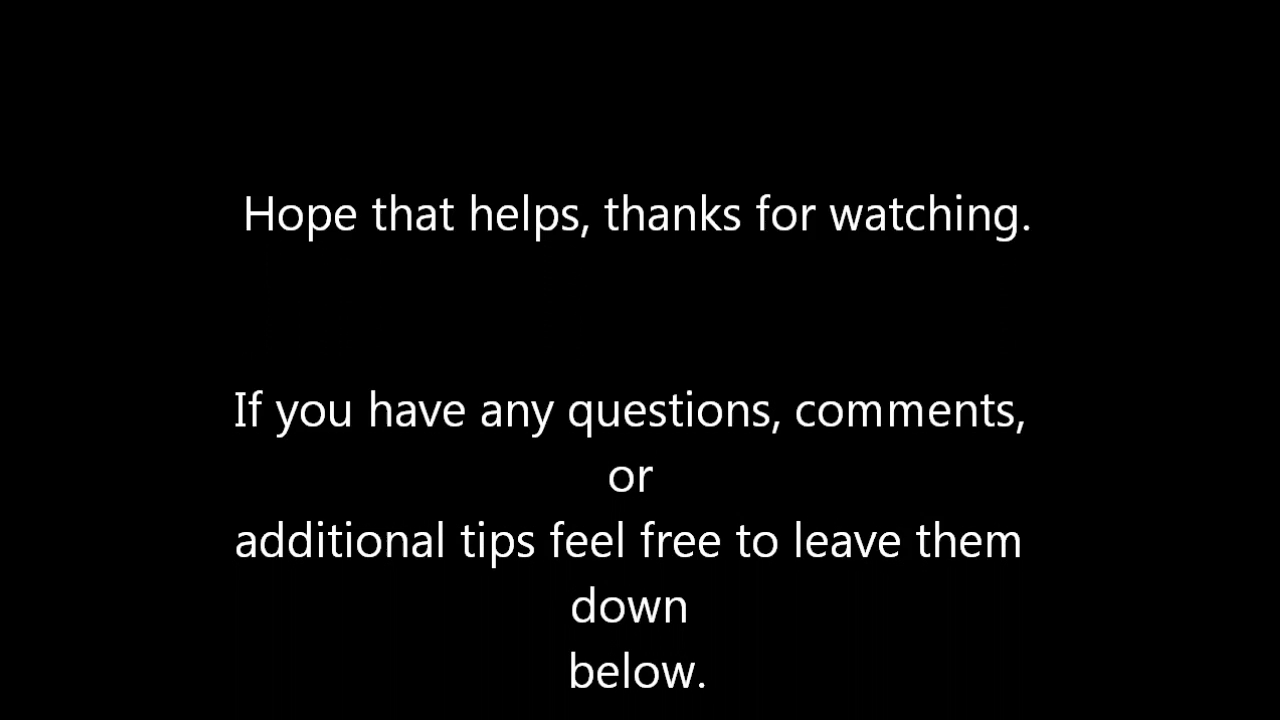 Hope that helps, thanks for watching.
If you have any questions, comments,
or
additional tips feel free to leave them
down
below.